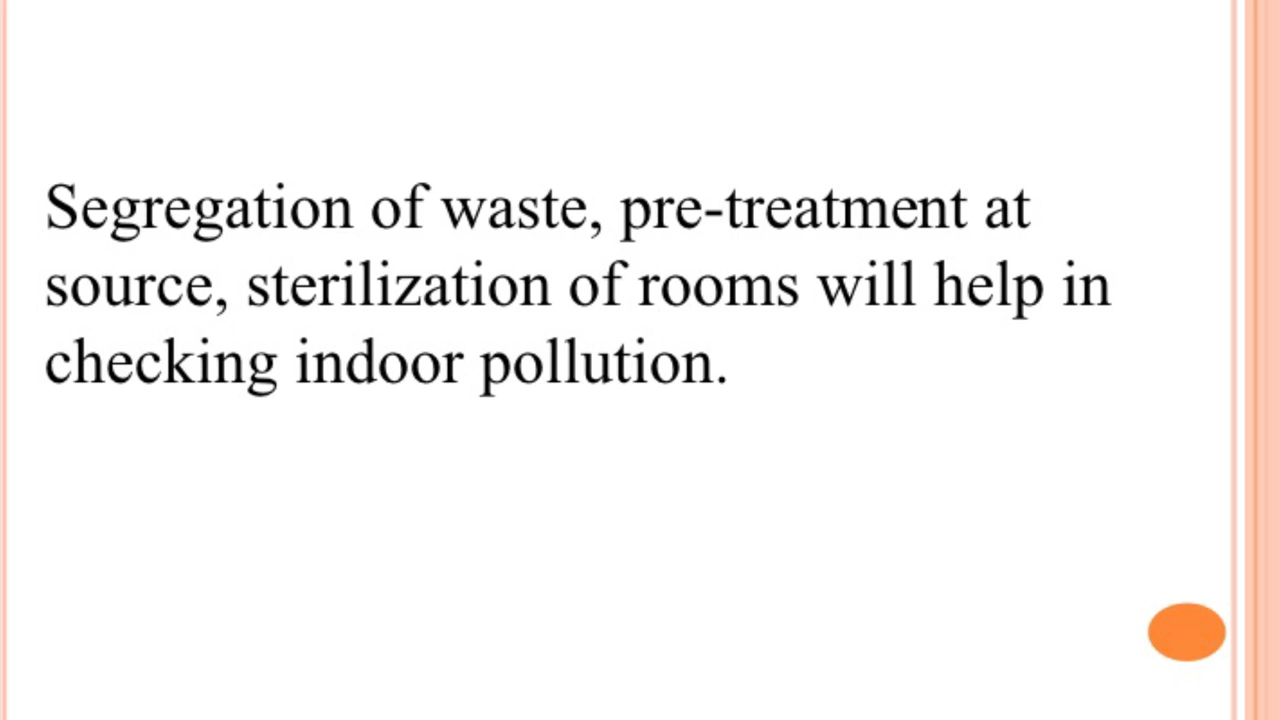 Segregation of waste, pre-treatment at
source, sterilization of rooms will help in
checking indoor pollution.